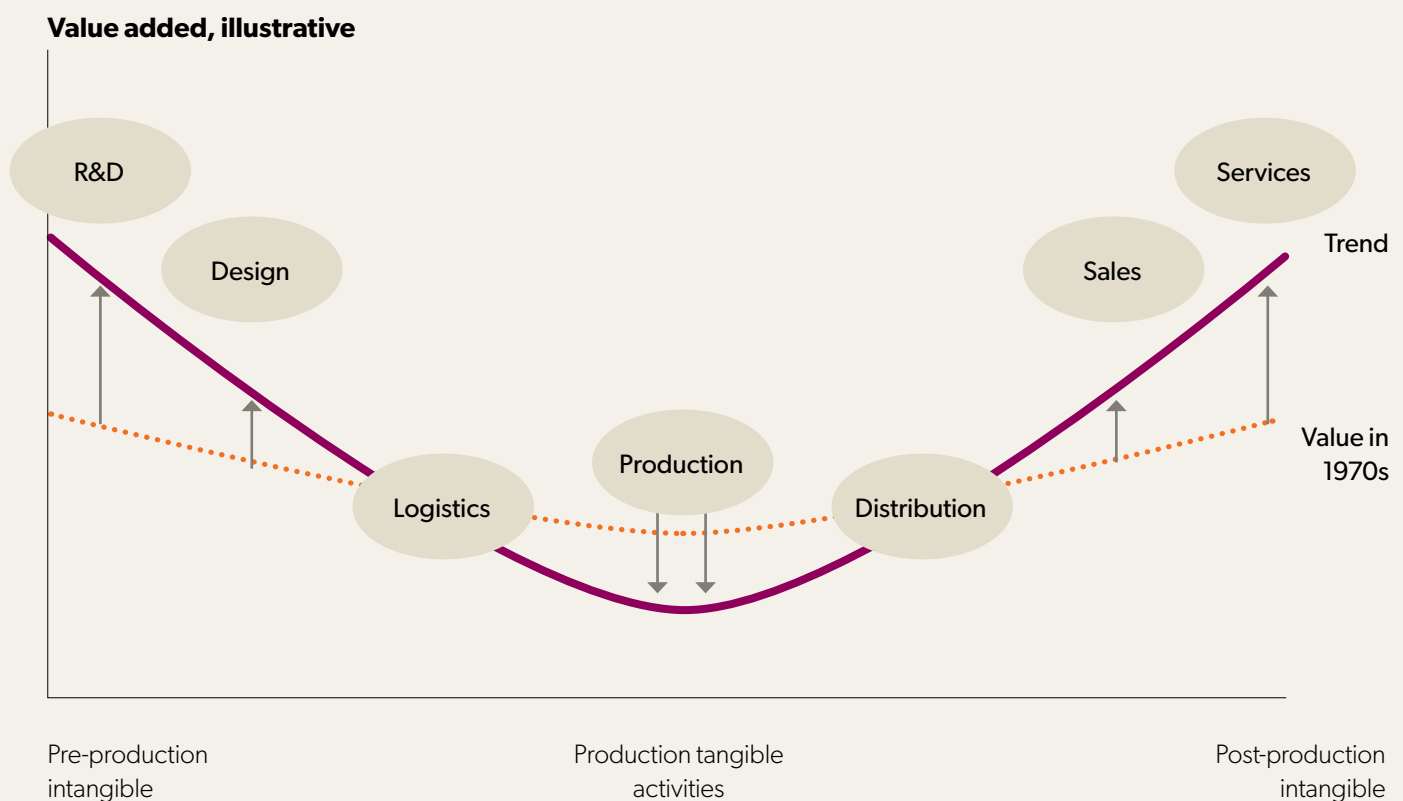 Value added, illustrative
R&D
Services
Trend
Design
Sales
Value in
1970s
Production
Logistics
Distribution
Pre-production
intangible
Production tangible
activities
Post-production
intangible